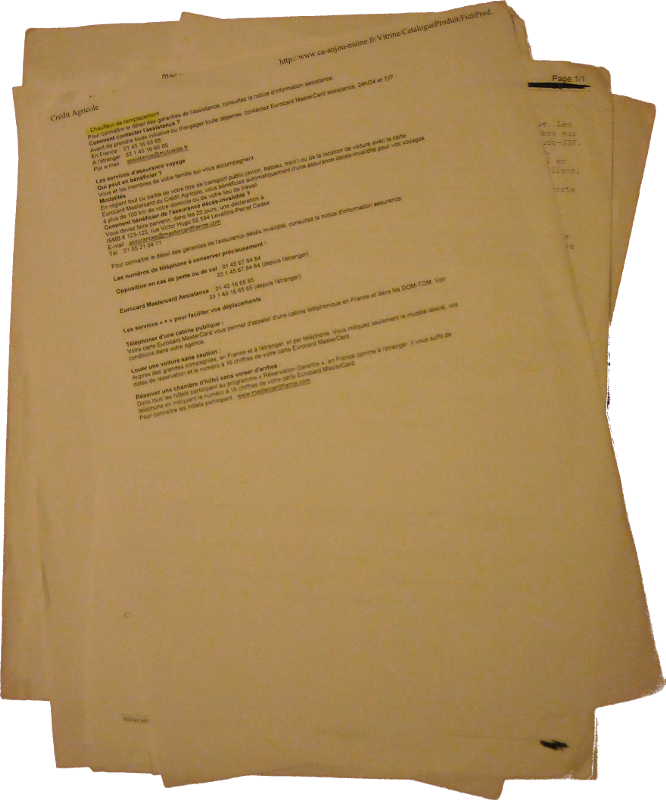 http://www.ca-anjou-maine.fr/Vitrine/CatalogueProduit/FichProd.
Page 1/1
Crédit Agricole
- Chauffeur de remplacement
Pour connaître le détail des garanties de l'assistance, consultez la notice d'information assistance.
Comment contacter l'assistance ?
Avant de prendre toute initiative ou d'engager toute dépense, contactez Eurocard MasterCard assistance, 24h/24 et 7j/7
En France : 01 45 16 65 65
A l'étranger : 33 1 45 16 65 65
Par e-mail :
Les services d'assurance voyage
Qui peut en bénéficier ?
Vous et les membres de votre famille qui vous accompagnent
Modalités
En réglant tout ou partie de votre titre de transport public (avion, bateau, train) ou de la location de voiture avec la carte
Eurocard Mastercard du Crédit Agricole, vous bénéficiez automatiquement d'une assurance décès-invalidité pour vos voyages
à plus de 100 km de votre domicile ou de votre lieu de travail
Comment bénéficier de l'assurance décès-invalidité ?
Vous devez faire parvenir, dans les 20 jours, une déclaration à
123-125, rue Victor Hugo 92 594 Levallois-Perret Cedex
E-mail : assurances@mastercardfrance.com
Tél : 01 55 21 34 71
Pour connaître le détail des garanties de l'assurance décès invalidité, consultez la notice d'information assurance
Les numéros de téléphone à conserver précieusement :
Opposition en cas de perte ou de vol : 01 45 67 84 84
33 1 45 67 84 84 (depuis l'étranger)
Eurocard Mastercard Assistance : 01 45 16 65 65
33 1 45 16 65 65 (depuis l'étranger)
Les services « + » pour faciliter vos déplacements
Téléphoner d'une cabine publique :
Votre carte Eurocard MasterCard vous permet d'appeler d'une cabine téléphonique en France et dans les DOM-TOM. Voir
conditions dans votre agence.
Louer une voiture sans caution :
Auprès des grandes compagnies, en France et à l'étranger, et par téléphone. Vous indiquez seulement le modèle désiré, vos
dates de réservation et le numéro à 16 chiffres de votre carte Eurocard MasterCard.
Réserver une chambre d'hôtel sans verser d'arrhes :
Dans tous les hôtels participant au programme « Réservation Garantie », en France comme à l'étranger, il vous suffit de
téléphone en indiquant le numéro à 16 chiffres de votre carte Eurocard MasterCard.
Pour connaître les hôtels participant : www.mastercardfrance.com